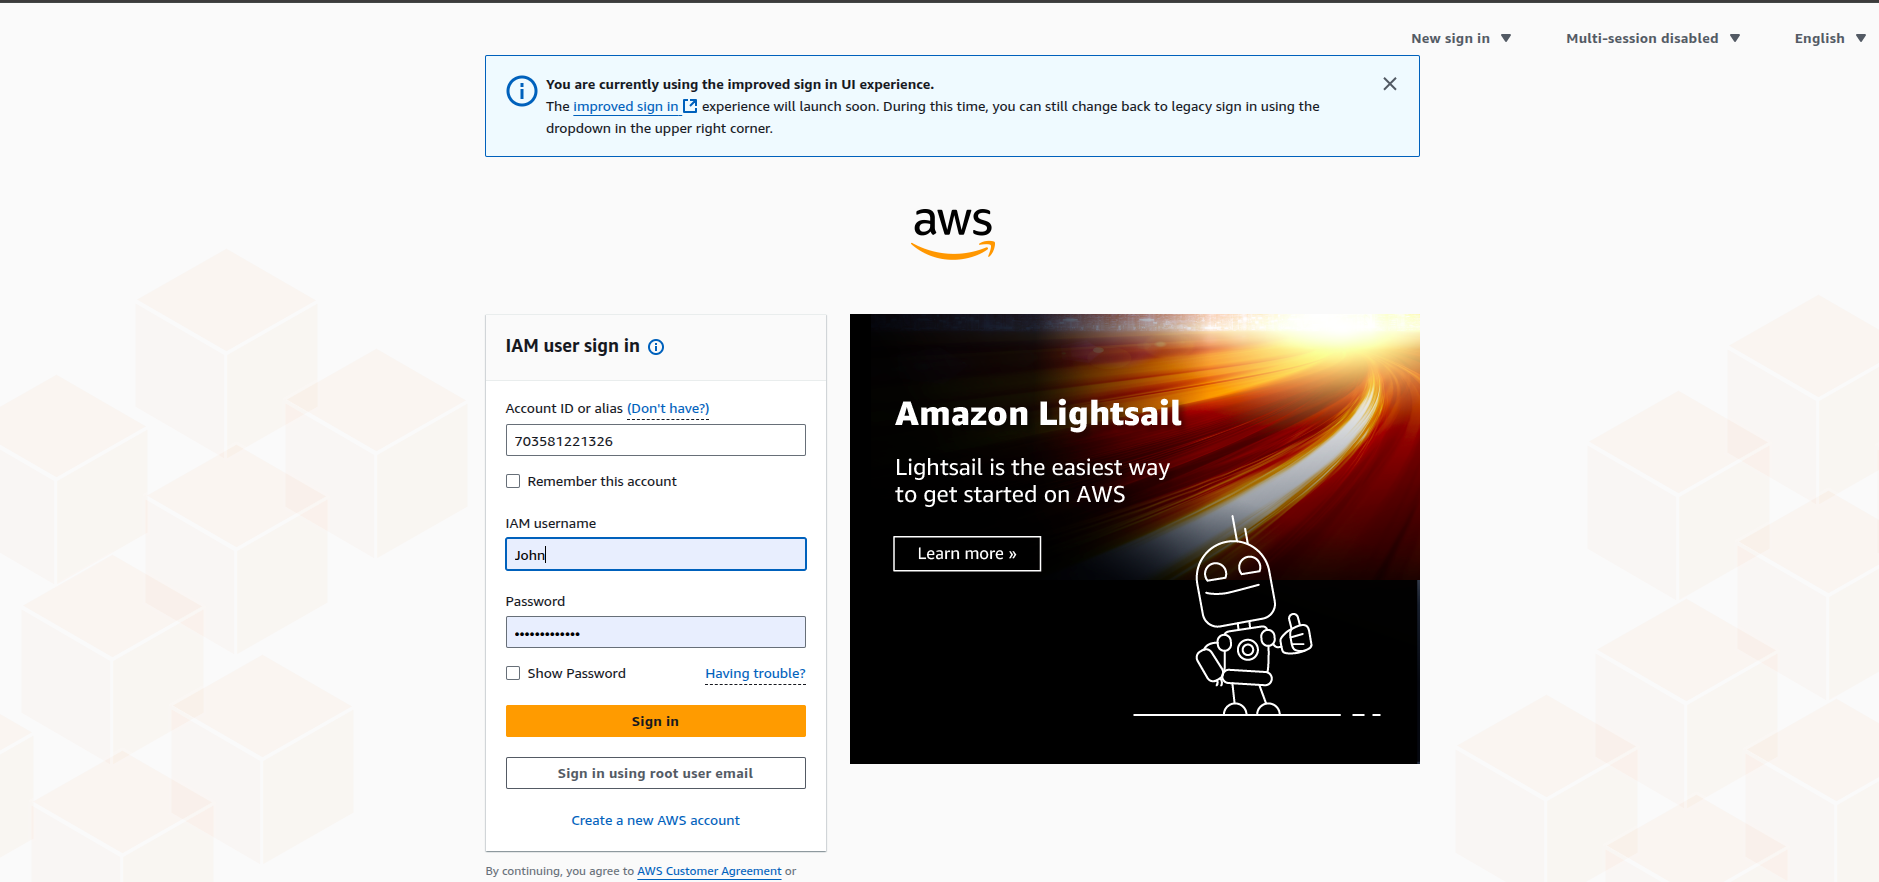 New sign in
Multi-session disabled
English
You are currently using the improved sign in UI experience.
The improved sign in experience will launch soon. During this time, you can still change back to legacy sign in using the
dropdown in the upper right corner.
aws
IAM user sign in
Account ID or alias (Don't have?)
703581221326
Remember this account
IAM username
John
Password
•••••••••••••
Show Password
Having trouble?
Sign in
Sign in using root user email
Create a new AWS account
By continuing, you agree to AWS Customer Agreement or
Amazon Lightsail
Lightsail is the easiest way
to get started on AWS
Learn more »